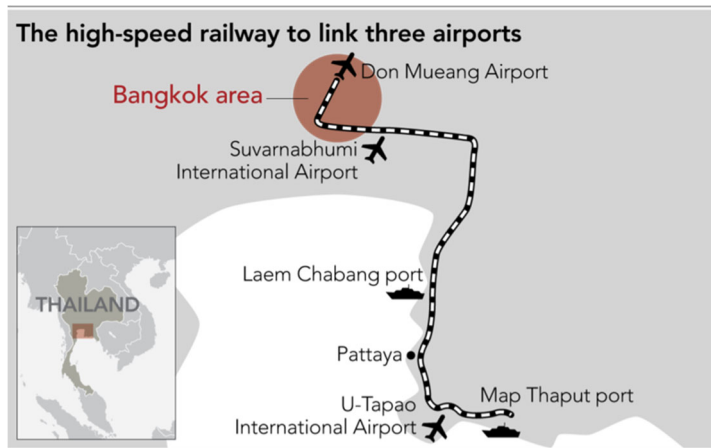 The high-speed railway to link three airports
Don Mueang Airport
Bangkok area
Suvarnabhumi
International Airport
Laem Chabang port
THAILAND
Pattaya
Map Thaput port
U-Tapao
International Airport